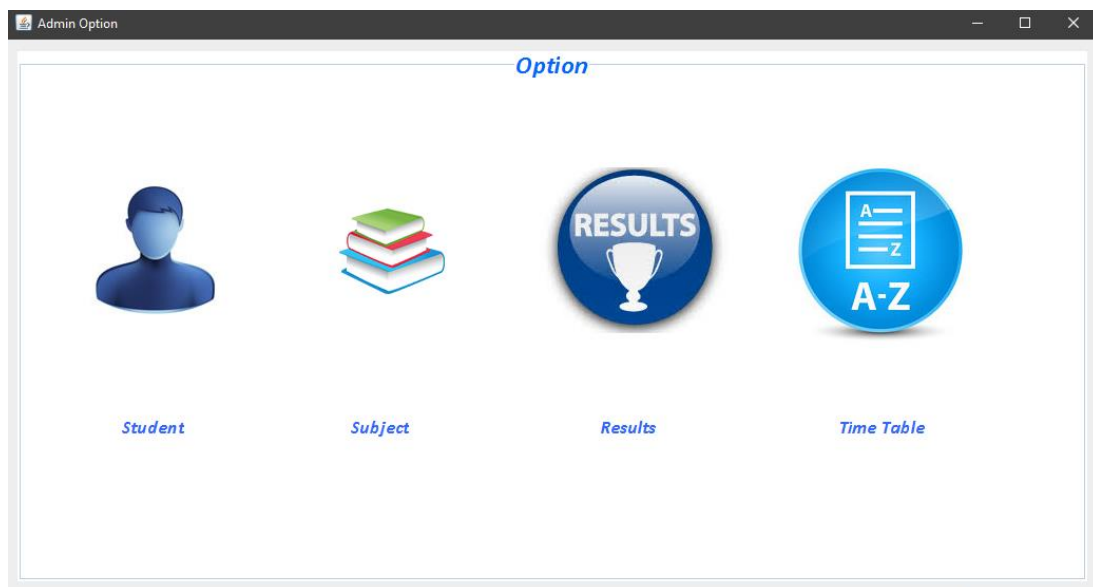 Admin Option
Option
RESULTS
A
Z
A-Z
Student Subject Results Time Table